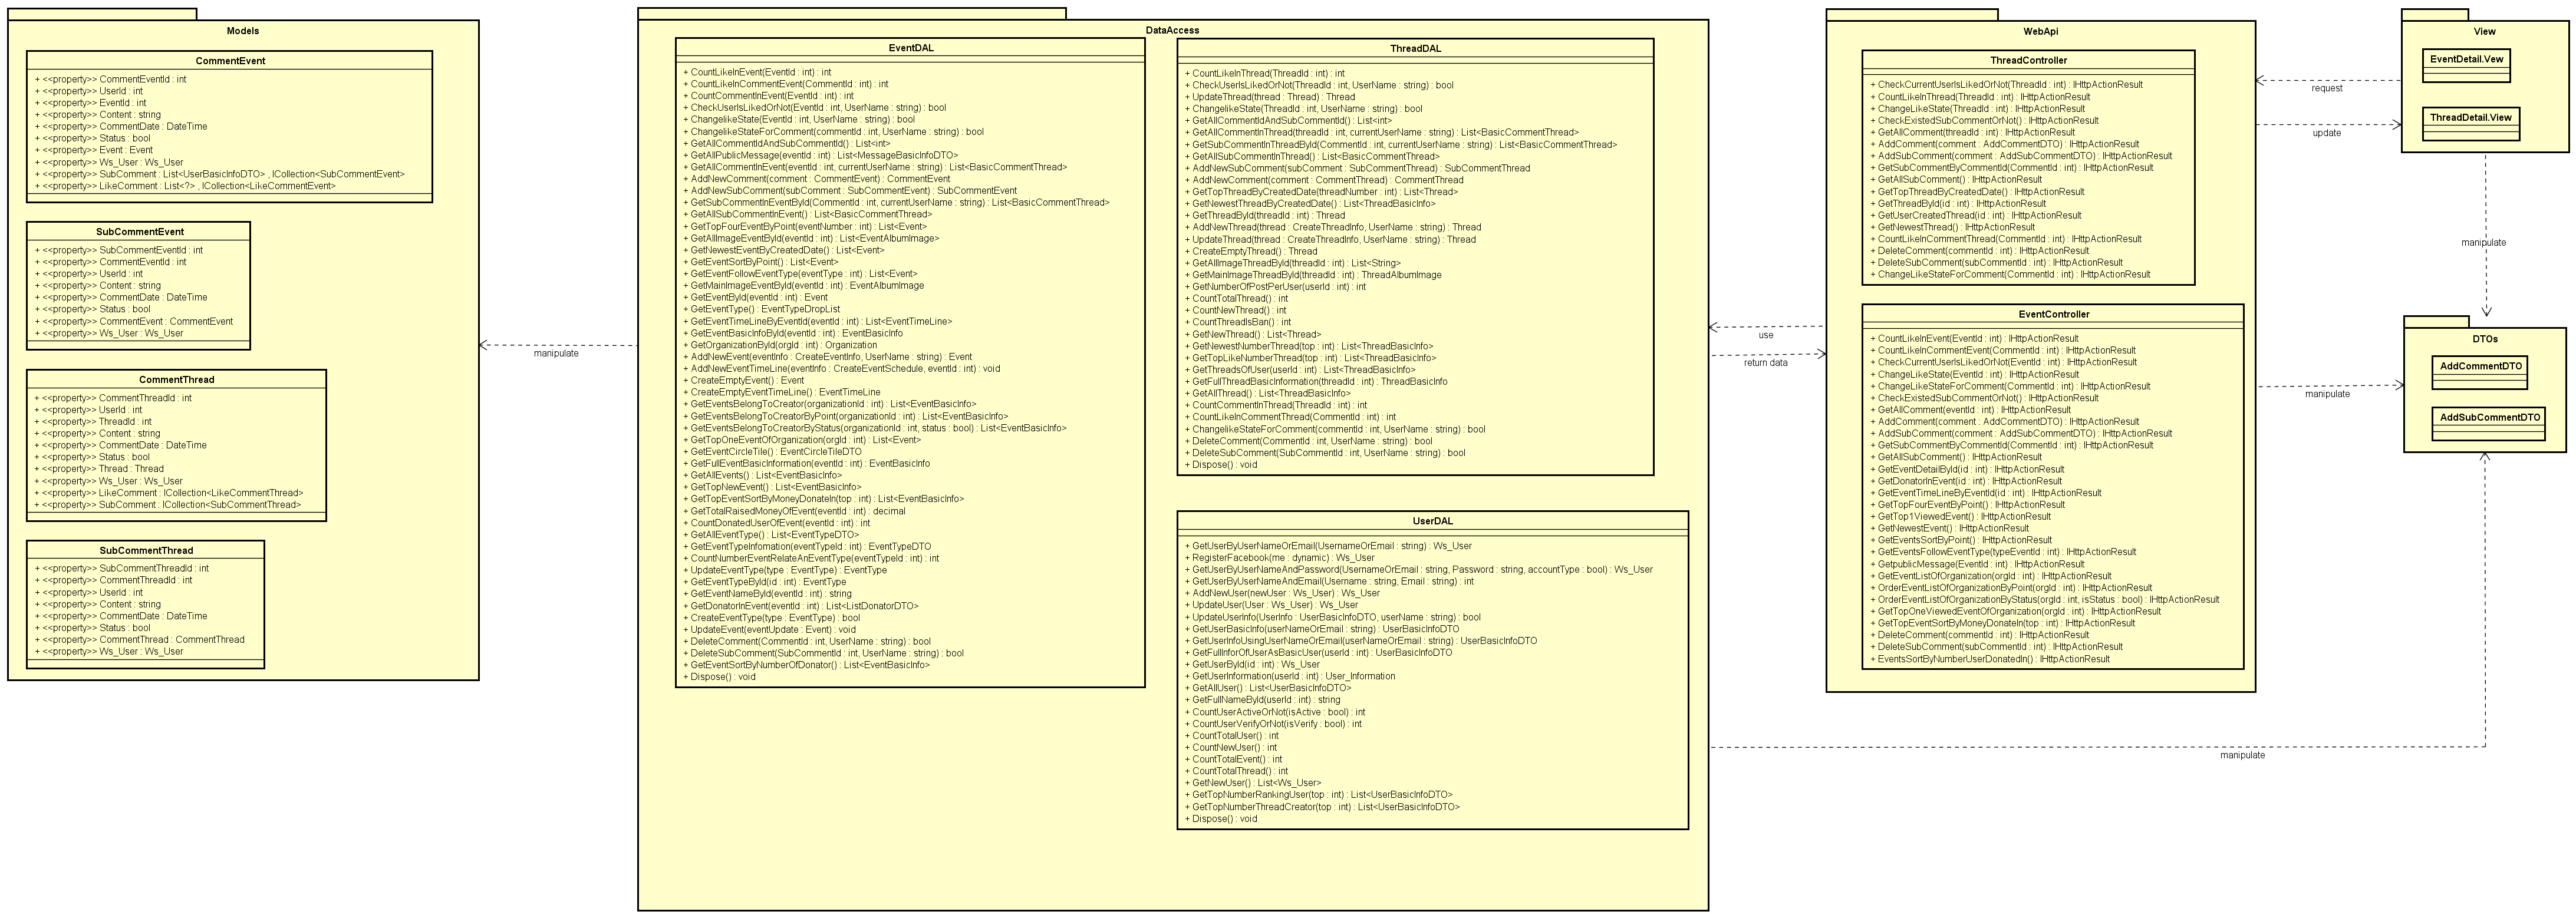 Models
CommentEvent
+ <<property>> CommentEventId : int
+ <<property>> UserId : int
+ <<property>> EventId : int
+ <<property>> Content : string
+ <<property>> CommentDate : DateTime
+ <<property>> Status : bool
+ <<property>> Event : Event
+ <<property>> Ws_User : Ws_User
+ <<property>> SubComment : List<UserBasicInfoDTO> , ICollection<SubCommentEvent>
+ <<property>> LikeComment : List<?> , ICollection<LikeCommentEvent>
SubCommentEvent
+ <<property>> SubCommentEventId : int
+ <<property>> CommentEventId : int
+ <<property>> UserId : int
+ <<property>> Content : string
+ <<property>> CommentDate : DateTime
+ <<property>> Status : bool
+ <<property>> CommentEvent : CommentEvent
+ <<property>> Ws_User : Ws_User
CommentThread
+ <<property>> CommentThreadId : int
+ <<property>> UserId : int
+ <<property>> ThreadId : int
+ <<property>> Content : string
+ <<property>> CommentDate : DateTime
+ <<property>> Status : bool
+ <<property>> Thread : Thread
+ <<property>> Ws_User : Ws_User
+ <<property>> LikeComment : ICollection<LikeCommentThread>
+ <<property>> SubComment : ICollection<SubCommentThread>
SubCommentThread
+ <<property>> SubCommentThreadId : int
+ <<property>> CommentThreadId : int
+ <<property>> UserId : int
+ <<property>> Content : string
+ <<property>> CommentDate : DateTime
+ <<property>> Status : bool
+ <<property>> CommentThread : CommentThread
+ <<property>> Ws_User : Ws_User
manipulate
DataAccess
EventDAL
+ CountLikeInEvent(EventId : int) : int
+ CountLikeInCommentEvent(CommentId : int) : int
+ CountCommentInEvent(EventId : int) : int
+ CheckUserIsLikedOrNot(EventId : int, UserName : string) : bool
+ ChangelikeState(EventId : int, UserName : string) : bool
+ ChangelikeStateForComment(commentId : int, UserName : string) : bool
+ GetAllCommentIdAndSubCommentId() : List<int>
+ GetAllPublicMessage(eventId : int) : List<MessageBasicInfoDTO>
+ GetAllCommentInEvent(eventId : int, currentUserName : string) : List<BasicCommentThread>
+ AddNewComment(comment : CommentEvent) : CommentEvent
+ AddNewSubComment(subComment : SubCommentEvent) : SubCommentEvent
+ GetSubCommentInEventById(CommentId : int, currentUserName : string) : List<BasicCommentThread>
+ GetAllSubCommentInEvent() : List<BasicCommentThread>
+ GetTopFourEventByPoint(eventNumber : int) : List<Event>
+ GetAllImageEventById(eventId : int) : List<EventAlbumImage>
+ GetNewestEventByCreatedDate() : List<Event>
+ GetEventSortByPoint() : List<Event>
+ GetEventFollowEventType(eventType : int) : List<Event>
+ GetMainImageEventById(eventId : int) : EventAlbumImage
+ GetEventById(eventId : int) : Event
+ GetEventType() : EventTypeDropList
+ GetEventTimeLineByEventId(eventId : int) : List<EventTimeLine>
+ GetEventBasicInfoById(eventId : int) : EventBasicInfo
+ GetOrganizationById(orgId : int) : Organization
+ AddNewEvent(eventInfo : CreateEventInfo, UserName : string) : Event
+ AddNewEventTimeLine(eventInfo : CreateEventSchedule, eventId : int) : void
+ CreateEmptyEvent() : Event
+ CreateEmptyEventTimeLine() : EventTimeLine
+ GetEventsBelongToCreator(organizationId : int) : List<EventBasicInfo>
+ GetEventsBelongToCreatorByPoint(organizationId : int) : List<EventBasicInfo>
+ GetEventsBelongToCreatorByStatus(organizationId : int, status : bool) : List<EventBasicInfo>
+ GetTopOneEventOfOrganization(orgId : int) : List<Event>
+ GetEventCircleTile() : EventCircleTileDTO
+ GetFullEventBasicInformation(eventId : int) : EventBasicInfo
+ GetAllEvents() : List<EventBasicInfo>
+ GetTopNewEvent() : List<EventBasicInfo>
+ GetTopEventSortByMoneyDonateIn(top : int) : List<EventBasicInfo>
+ GetTotalRaisedMoneyOfEvent(eventId : int) : decimal
+ CountDonatedUserOfEvent(eventId : int) : int
+ GetAllEventType() : List<EventTypeDTO>
+ GetEventTypeInfomation(eventTypeId : int) : EventTypeDTO
+ CountNumberEventRelateAnEventType(eventTypeId : int) : int
+ UpdateEventType(type : EventType) : EventType
+ GetEventTypeById(id : int) : EventType
+ GetEventNameById(eventId : int) : string
+ GetDonatorInEvent(eventId : int) : List<ListDonatorDTO>
+ CreateEventType(type : EventType) : bool
+ UpdateEvent(eventUpdate : Event) : void
+ DeleteComment(CommentId : int, UserName : string) : bool
+ DeleteSubComment(SubCommentId : int, UserName : string) : bool
+ GetEventSortByNumberOfDonator() : List<EventBasicInfo>
+ Dispose() : void
ThreadDAL
+ CountLikeInThread(ThreadId : int) : int
+ CheckUserIsLikedOrNot(ThreadId : int, UserName : string) : bool
+ UpdateThread(thread : Thread) : Thread
+ ChangelikeState(ThreadId : int, UserName : string) : bool
+ GetAllCommentIdAndSubCommentId() : List<int>
+ GetAllCommentInThread(threadId : int, currentUserName : string) : List<BasicCommentThread>
+ GetSubCommentInThreadById(CommentId : int, currentUserName : string) : List<BasicCommentThread>
+ GetAllSubCommentInThread() : List<BasicCommentThread>
+ AddNewSubComment(subComment : SubCommentThread) : SubCommentThread
+ AddNewComment(comment : CommentThread) : CommentThread
+ GetTopThreadByCreatedDate(threadNumber : int) : List<Thread>
+ GetNewestThreadByCreatedDate() : List<ThreadBasicInfo>
+ GetThreadById(threadId : int) : Thread
+ AddNewThread(thread : CreateThreadInfo, UserName : string) : Thread
+ UpdateThread(thread : CreateThreadInfo, UserName : string) : Thread
+ CreateEmptyThread() : Thread
+ GetAllImageThreadById(threadId : int) : List<String>
+ GetMainImageThreadById(threadId : int) : ThreadAlbumImage
+ GetNumberOfPostPerUser(userId : int) : int
+ CountTotalThread() : int
+ CountNewThread() : int
+ CountThreadIsBan() : int
+ GetNewThread() : List<Thread>
+ GetNewestNumberThread(top : int) : List<ThreadBasicInfo>
+ GetTopLikeNumberThread(top : int) : List<ThreadBasicInfo>
+ GetThreadsOfUser(userId : int) : List<ThreadBasicInfo>
+ GetFullThreadBasicInformation(threadId : int) : ThreadBasicInfo
+ GetAllThread() : List<ThreadBasicInfo>
+ CountCommentInThread(ThreadId : int) : int
+ CountLikeInCommentThread(CommentId : int) : int
+ ChangelikeStateForComment(commentId : int, UserName : string) : bool
+ DeleteComment(CommentId : int, UserName : string) : bool
+ DeleteSubComment(SubCommentId : int, UserName : string) : bool
+ Dispose() : void
UserDAL
+ GetUserByUserNameOrEmail(UsernameOrEmail : string) : Ws_User
+ RegisterFacebook(me : dynamic) : Ws_User
+ GetUserByUserNameAndPassword(UsernameOrEmail : string, Password : string, accountType : bool) : Ws_User
+ GetUserByUserNameAndEmail(Username : string, Email : string) : int
+ AddNewUser(newUser : Ws_User) : Ws_User
+ UpdateUser(User : Ws_User) : Ws_User
+ UpdateUserInfo(UserInfo : UserBasicInfoDTO, userName : string) : bool
+ GetUserBasicInfo(userNameOrEmail : string) : UserBasicInfoDTO
+ GetUserInfoUsingUserNameOrEmail(userNameOrEmail : string) : UserBasicInfoDTO
+ GetFullInforOfUserAsBasicUser(userId : int) : UserBasicInfoDTO
+ GetUserById(id : int) : Ws_User
+ GetUserInformation(userId : int) : User_Information
+ GetAllUser() : List<UserBasicInfoDTO>
+ GetFullNameById(userId : int) : string
+ CountUserActiveOrNot(isActive : bool) : int
+ CountUserVerifyOrNot(isVerify : bool) : int
+ CountTotalUser() : int
+ CountNewUser() : int
+ CountTotalEvent() : int
+ CountTotalThread() : int
+ GetNewUser() : List<Ws_User>
+ GetTopNumberRankingUser(top : int) : List<UserBasicInfoDTO>
+ GetTopNumberThreadCreator(top : int) : List<UserBasicInfoDTO>
+ Dispose() : void
use
return data
WebApi
ThreadController
+ CheckCurrentUserIsLikedOrNot(ThreadId : int) : IHttpActionResult
+ CountLikeInThread(ThreadId : int) : IHttpActionResult
+ ChangeLikeState(ThreadId : int) : IHttpActionResult
+ CheckExistedSubCommentOrNot() : IHttpActionResult
+ GetAllComment(threadId : int) : IHttpActionResult
+ AddComment(comment : AddCommentDTO) : IHttpActionResult
+ AddSubComment(comment : AddSubCommentDTO) : IHttpActionResult
+ GetSubCommentByCommentId(CommentId : int) : IHttpActionResult
+ GetAllSubComment() : IHttpActionResult
+ GetTopThreadByCreatedDate() : IHttpActionResult
+ GetThreadById(id : int) : IHttpActionResult
+ GetUserCreatedThread(id : int) : IHttpActionResult
+ GetNewestThread() : IHttpActionResult
+ CountLikeInCommentThread(CommentId : int) : IHttpActionResult
+ DeleteComment(commentId : int) : IHttpActionResult
+ DeleteSubComment(subCommentId : int) : IHttpActionResult
+ ChangeLikeStateForComment(CommentId : int) : IHttpActionResult
EventController
+ CountLikeInEvent(EventId : int) : IHttpActionResult
+ CountLikeInCommentEvent(CommentId : int) : IHttpActionResult
+ CheckCurrentUserIsLikedOrNot(EventId : int) : IHttpActionResult
+ ChangeLikeState(EventId : int) : IHttpActionResult
+ ChangeLikeStateForComment(CommentId : int) : IHttpActionResult
+ CheckExistedSubCommentOrNot() : IHttpActionResult
+ GetAllComment(eventId : int) : IHttpActionResult
+ AddComment(comment : AddCommentDTO) : IHttpActionResult
+ AddSubComment(comment : AddSubCommentDTO) : IHttpActionResult
+ GetSubCommentByCommentId(CommentId : int) : IHttpActionResult
+ GetAllSubComment() : IHttpActionResult
+ GetEventDetailById(id : int) : IHttpActionResult
+ GetDonatorInEvent(id : int) : IHttpActionResult
+ GetEventTimeLineByEventId(id : int) : IHttpActionResult
+ GetTopFourEventByPoint() : IHttpActionResult
+ GetTop1ViewedEvent() : IHttpActionResult
+ GetNewestEvent() : IHttpActionResult
+ GetEventsSortByPoint() : IHttpActionResult
+ GetEventsFollowEventType(typeEventId : int) : IHttpActionResult
+ GetpublicMessage(EventId : int) : IHttpActionResult
+ GetEventListOfOrganization(orgId : int) : IHttpActionResult
+ OrderEventListOfOrganizationByPoint(orgId : int) : IHttpActionResult
+ OrderEventListOfOrganizationByStatus(orgId : int, isStatus : bool) : IHttpActionResult
+ GetTopOneViewedEventOfOrganization(orgId : int) : IHttpActionResult
+ GetTopEventSortByMoneyDonateIn(top : int) : IHttpActionResult
+ DeleteComment(commentId : int) : IHttpActionResult
+ DeleteSubComment(subCommentId : int) : IHttpActionResult
+ EventsSortByNumberUserDonatedIn() : IHttpActionResult
request
update
View
EventDetail.Vew
ThreadDetail.View
manipulate
DTOs
AddCommentDTO
AddSubCommentDTO
manipulate
manipulate